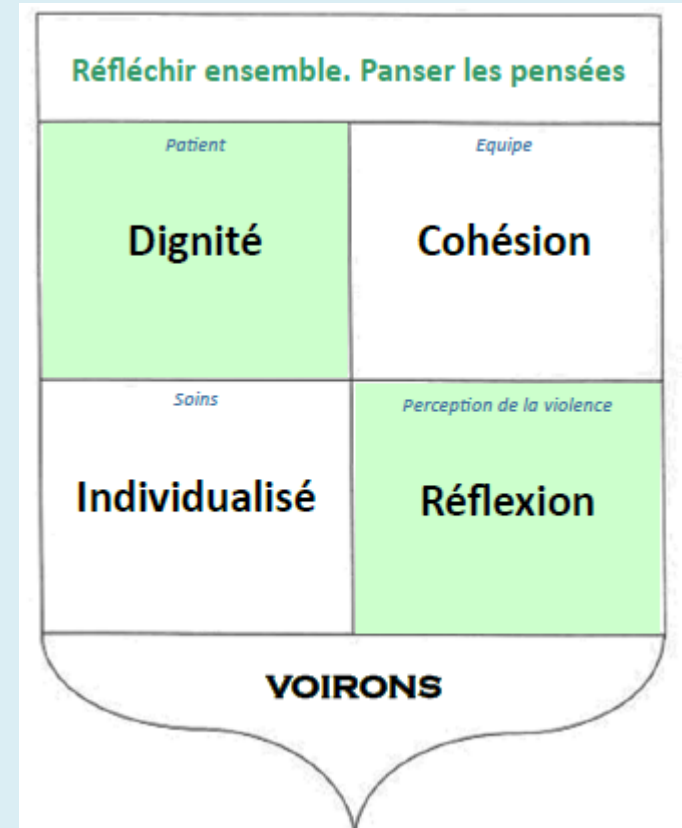 Réfléchir ensemble. Panser les pensées
Patient
Dignité
Equipe
Cohésion
Soins
Individualisé
Perception de la violence
Réflexion
VOIRONS